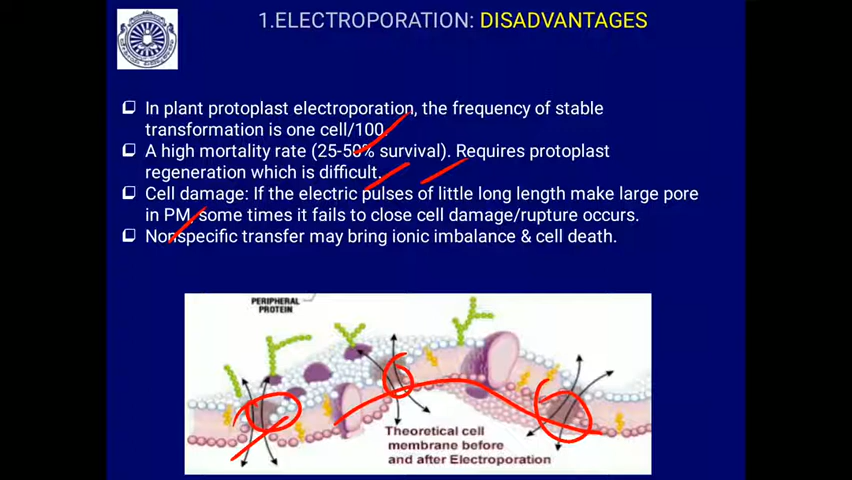 1.ELECTROPORATION: DISADVANTAGES
In plant protoplast electroporation, the frequency of stable
transformation is one cell/100.
A high mortality rate (25-50% survival). Requires protoplast
regeneration which is difficult.
Cell damage: If the electric pulses of little long length make large pore
in PM, some times it fails to close cell damage/rupture occurs.
Nonspecific transfer may bring ionic imbalance & cell death.
PERIPHERAL
PROTEIN
Theoretical cell
membrane before
and after Electroporation